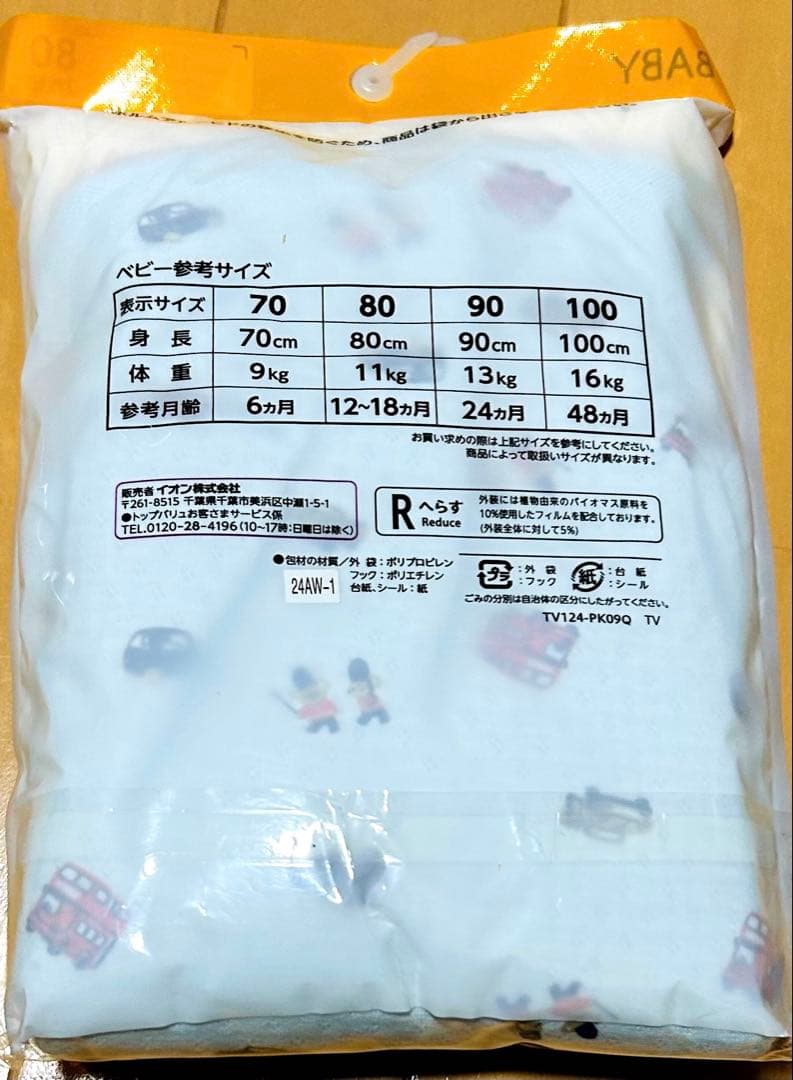 BABY
80
め、商品は袋から出
ベビー参考サイズ
表示サイズ 70 80 90 100
身長 70cm 80cm 90cm 100cm
体重 9kg 11kg 13kg 16kg
参考月齢 6ヵ月 12~18ヵ月 24ヵ月 48ヵ月
お買い求めの際は上記サイズを参考にしてください。
商品によって取扱いサイズが異なります。
販売者 イオン株式会社
〒261-8515 千葉県千葉市美浜区中瀬1-5-1
●トップバリュお客さまサービス係
TEL.0120-28-4196(10~17時:日曜日は除く)
R へらす
Reduce
外装には植物由来のバイオマス原料を
10%使用したフィルムを配合しております。
(外装全体に対して5%)
●包材の材質/外 袋:ポリプロピレン
フック:ポリエチレン
台紙、シール:紙
24AW-1
プラ :外 袋
:フック
紙 :台 紙
:シール
ごみの分別は自治体の区分にしたがってください。
TV124-PK09Q TV